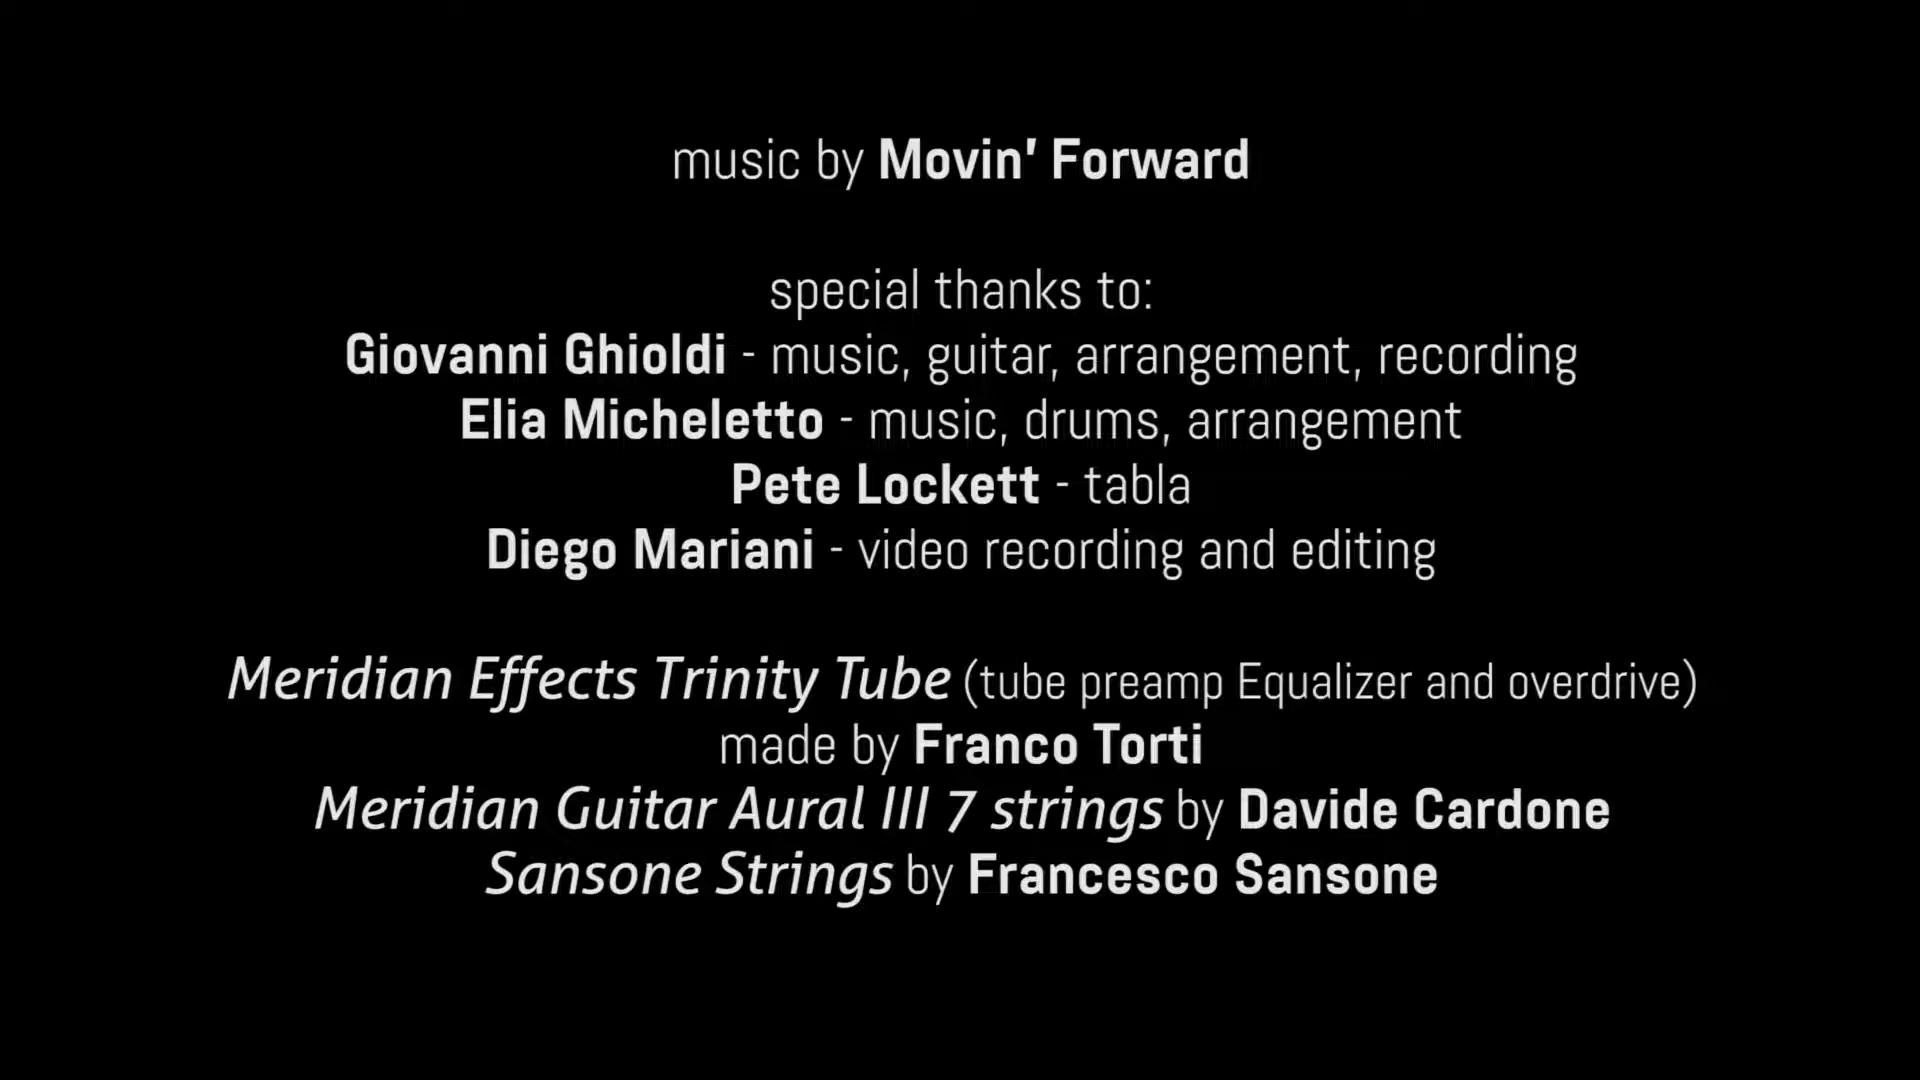 music by Movin' Forward
special thanks to:
Giovanni Ghioldi - music, guitar, arrangement, recording
Elia Micheletto - music, drums, arrangement
Pete Lockett - tabla
Diego Mariani - video recording and editing
Meridian Effects Trinity Tube (tube preamp Equalizer and overdrive)
made by Franco Torti
Meridian Guitar Aural III 7 strings by Davide Cardone
Sansone Strings by Francesco Sansone